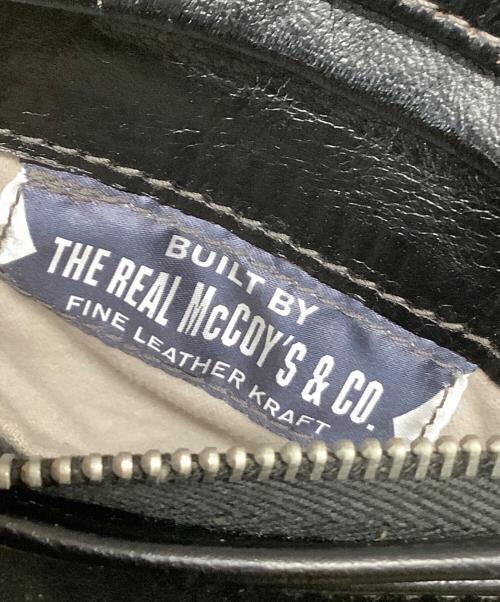 BUILT BY
THE REAL McCOY'S & CO.
FINE LEATHER KRAFT